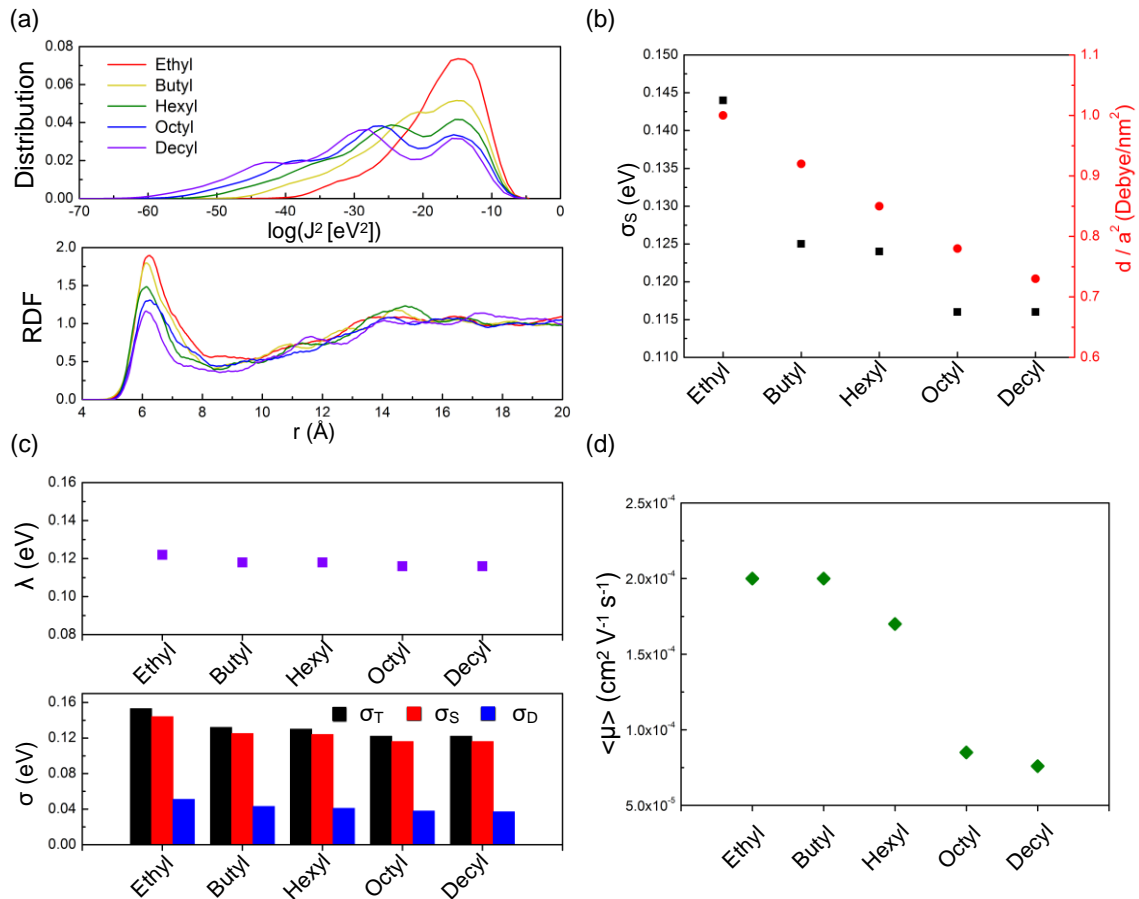 (a)
0.08
0.06
0.04
0.02
0.00
Distribution
Ethyl
Butyl
Hexyl
Octyl
Decyl
-70 -60 -50 -40 -30 -20 -10 0
log(J² [eV²])
2.0
1.5
1.0
0.5
0.0
RDF
4 6 8 10 12 14 16 18 20
r (Å)
(b)
0.150
0.145
0.140
0.135
0.130
0.125
0.120
0.115
0.110
σS (eV)
1.1
1.0
0.9
0.8
0.7
0.6
d / a² (Debye/nm²)
Ethyl Butyl Hexyl Octyl Decyl
(c)
0.16
0.14
0.12
0.10
0.08
λ (eV)
Ethyl Butyl Hexyl Octyl Decyl
0.16
0.12
0.08
0.04
0.00
σ (eV)
σT σS σD
Ethyl Butyl Hexyl Octyl Decyl
(d)
2.5x10⁻⁴
2.0x10⁻⁴
1.5x10⁻⁴
1.0x10⁻⁴
5.0x10⁻⁵
<μ> (cm² V⁻¹ s⁻¹)
Ethyl Butyl Hexyl Octyl Decyl